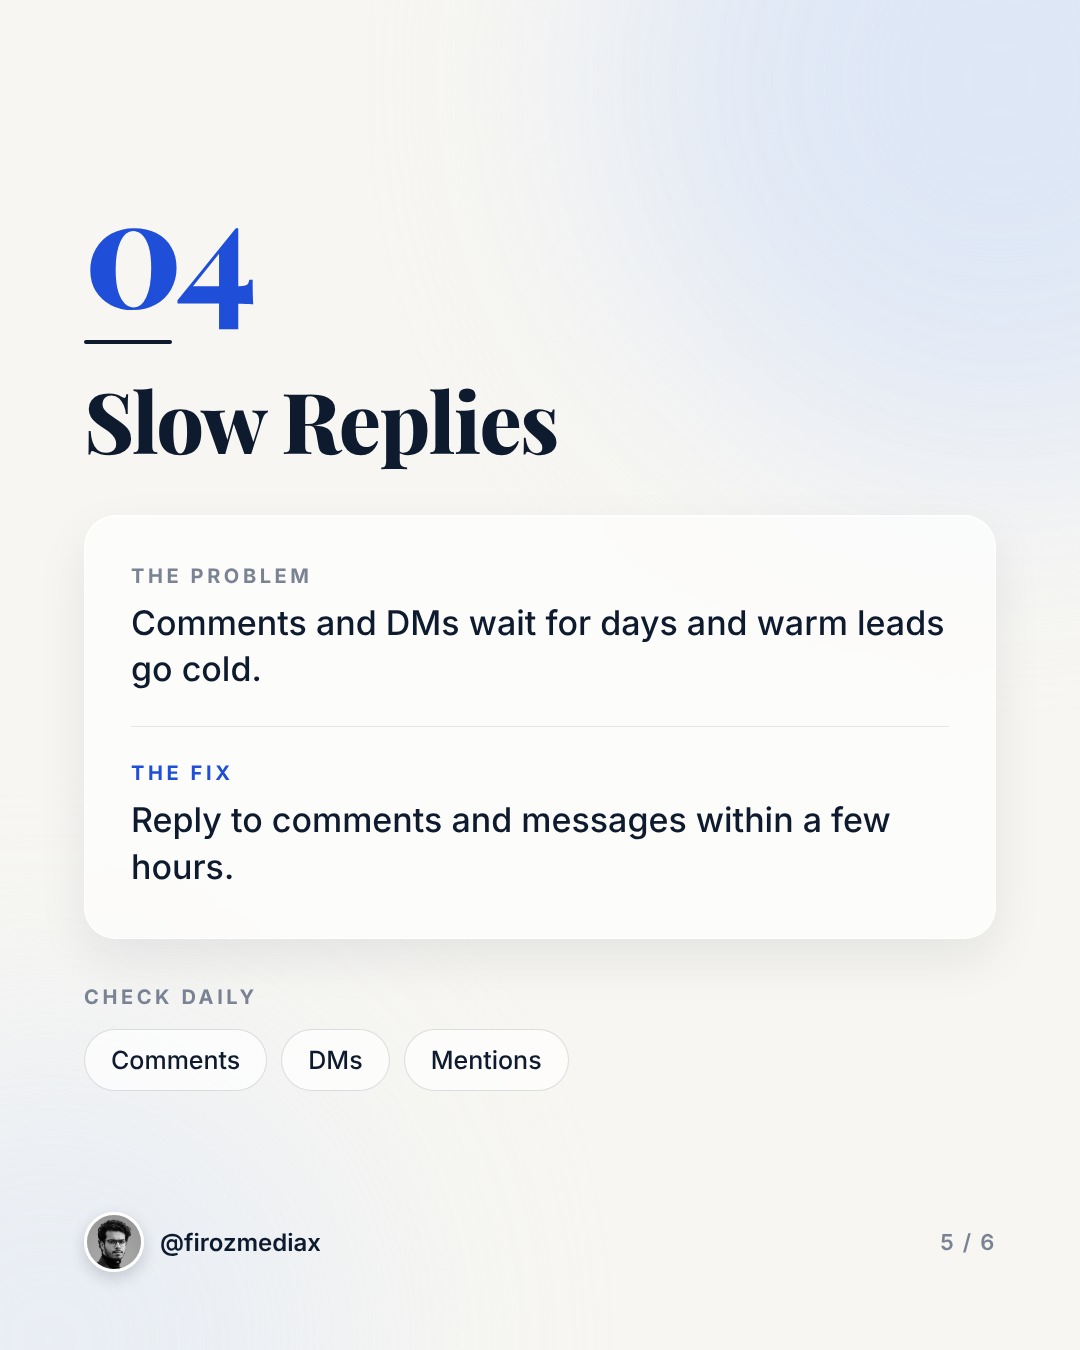 04
Slow Replies
THE PROBLEM
Comments and DMs wait for days and warm leads
go cold.
THE FIX
Reply to comments and messages within a few
hours.
CHECK DAILY
Comments DMs Mentions
@firozmediax 5 / 6